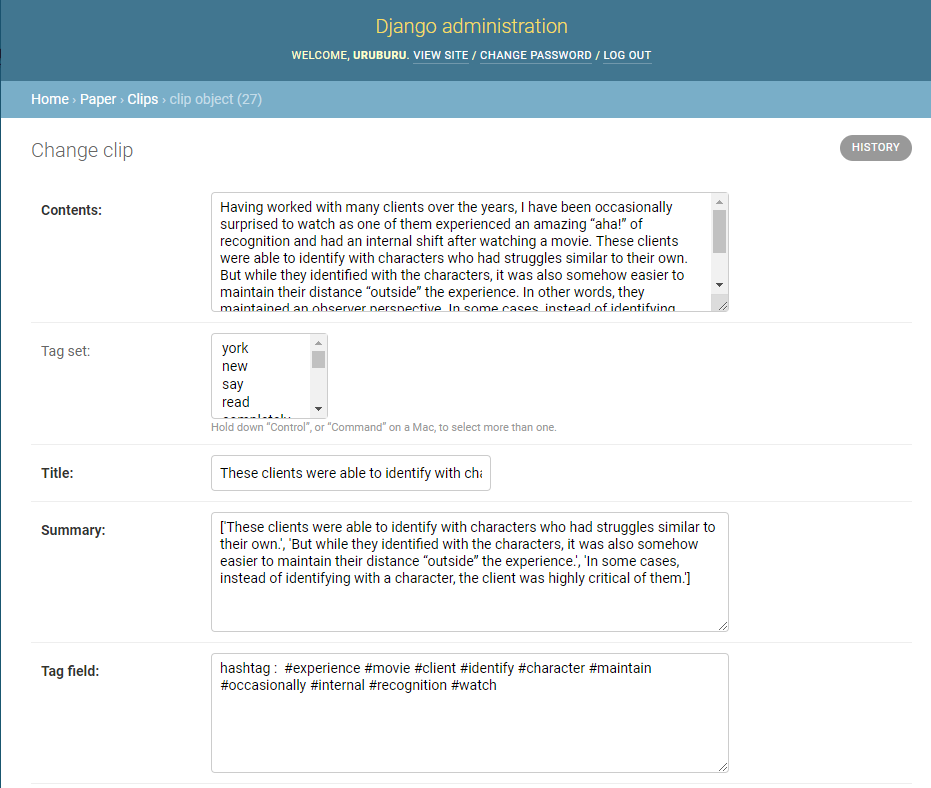 Django administration
WELCOME, URUBURU. VIEW SITE / CHANGE PASSWORD / LOG OUT
Home › Paper › Clips › clip object (27)
Change clip
HISTORY
Contents:
Having worked with many clients over the years, I have been occasionally
surprised to watch as one of them experienced an amazing “aha!” of
recognition and had an internal shift after watching a movie. These clients
were able to identify with characters who had struggles similar to their own.
But while they identified with the characters, it was also somehow easier to
maintain their distance “outside” the experience. In other words, they
maintained an observer perspective. In some cases, instead of identifying
Tag set:
york
new
say
read
completely
Hold down “Control”, or “Command” on a Mac, to select more than one.
Title:
These clients were able to identify with cha
Summary:
['These clients were able to identify with characters who had struggles similar to
their own.', 'But while they identified with the characters, it was also somehow
easier to maintain their distance “outside” the experience.', 'In some cases,
instead of identifying with a character, the client was highly critical of them.']
Tag field:
hashtag :  #experience #movie #client #identify #character #maintain
#occasionally #internal #recognition #watch